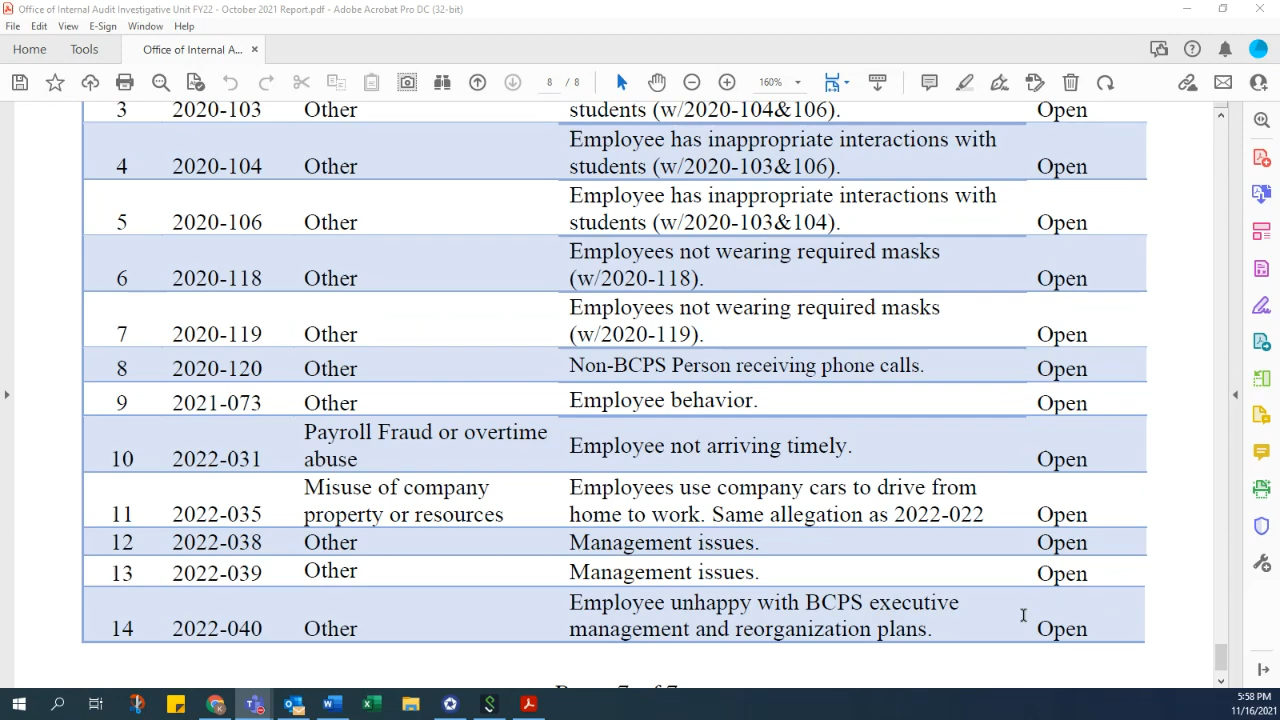 Office of Internal Audit Investigative Unit FY22 - October 2021 Report.pdf - Adobe Acrobat Pro DC (32-bit)
File Edit View E-Sign Window Help
Home Tools Office of Internal A... ×
8 / 8 160%
3 2020-103 Other students (w/2020-104&106). Open
Employee has inappropriate interactions with
4 2020-104 Other students (w/2020-103&106). Open
Employee has inappropriate interactions with
5 2020-106 Other students (w/2020-103&104). Open
Employees not wearing required masks
6 2020-118 Other (w/2020-118). Open
Employees not wearing required masks
7 2020-119 Other (w/2020-119). Open
8 2020-120 Other Non-BCPS Person receiving phone calls. Open
9 2021-073 Other Employee behavior. Open
Payroll Fraud or overtime
10 2022-031 abuse Employee not arriving timely. Open
Misuse of company Employees use company cars to drive from
11 2022-035 property or resources home to work. Same allegation as 2022-022 Open
12 2022-038 Other Management issues. Open
13 2022-039 Other Management issues. Open
Employee unhappy with BCPS executive
14 2022-040 Other management and reorganization plans. Open
5:58 PM
11/16/2021